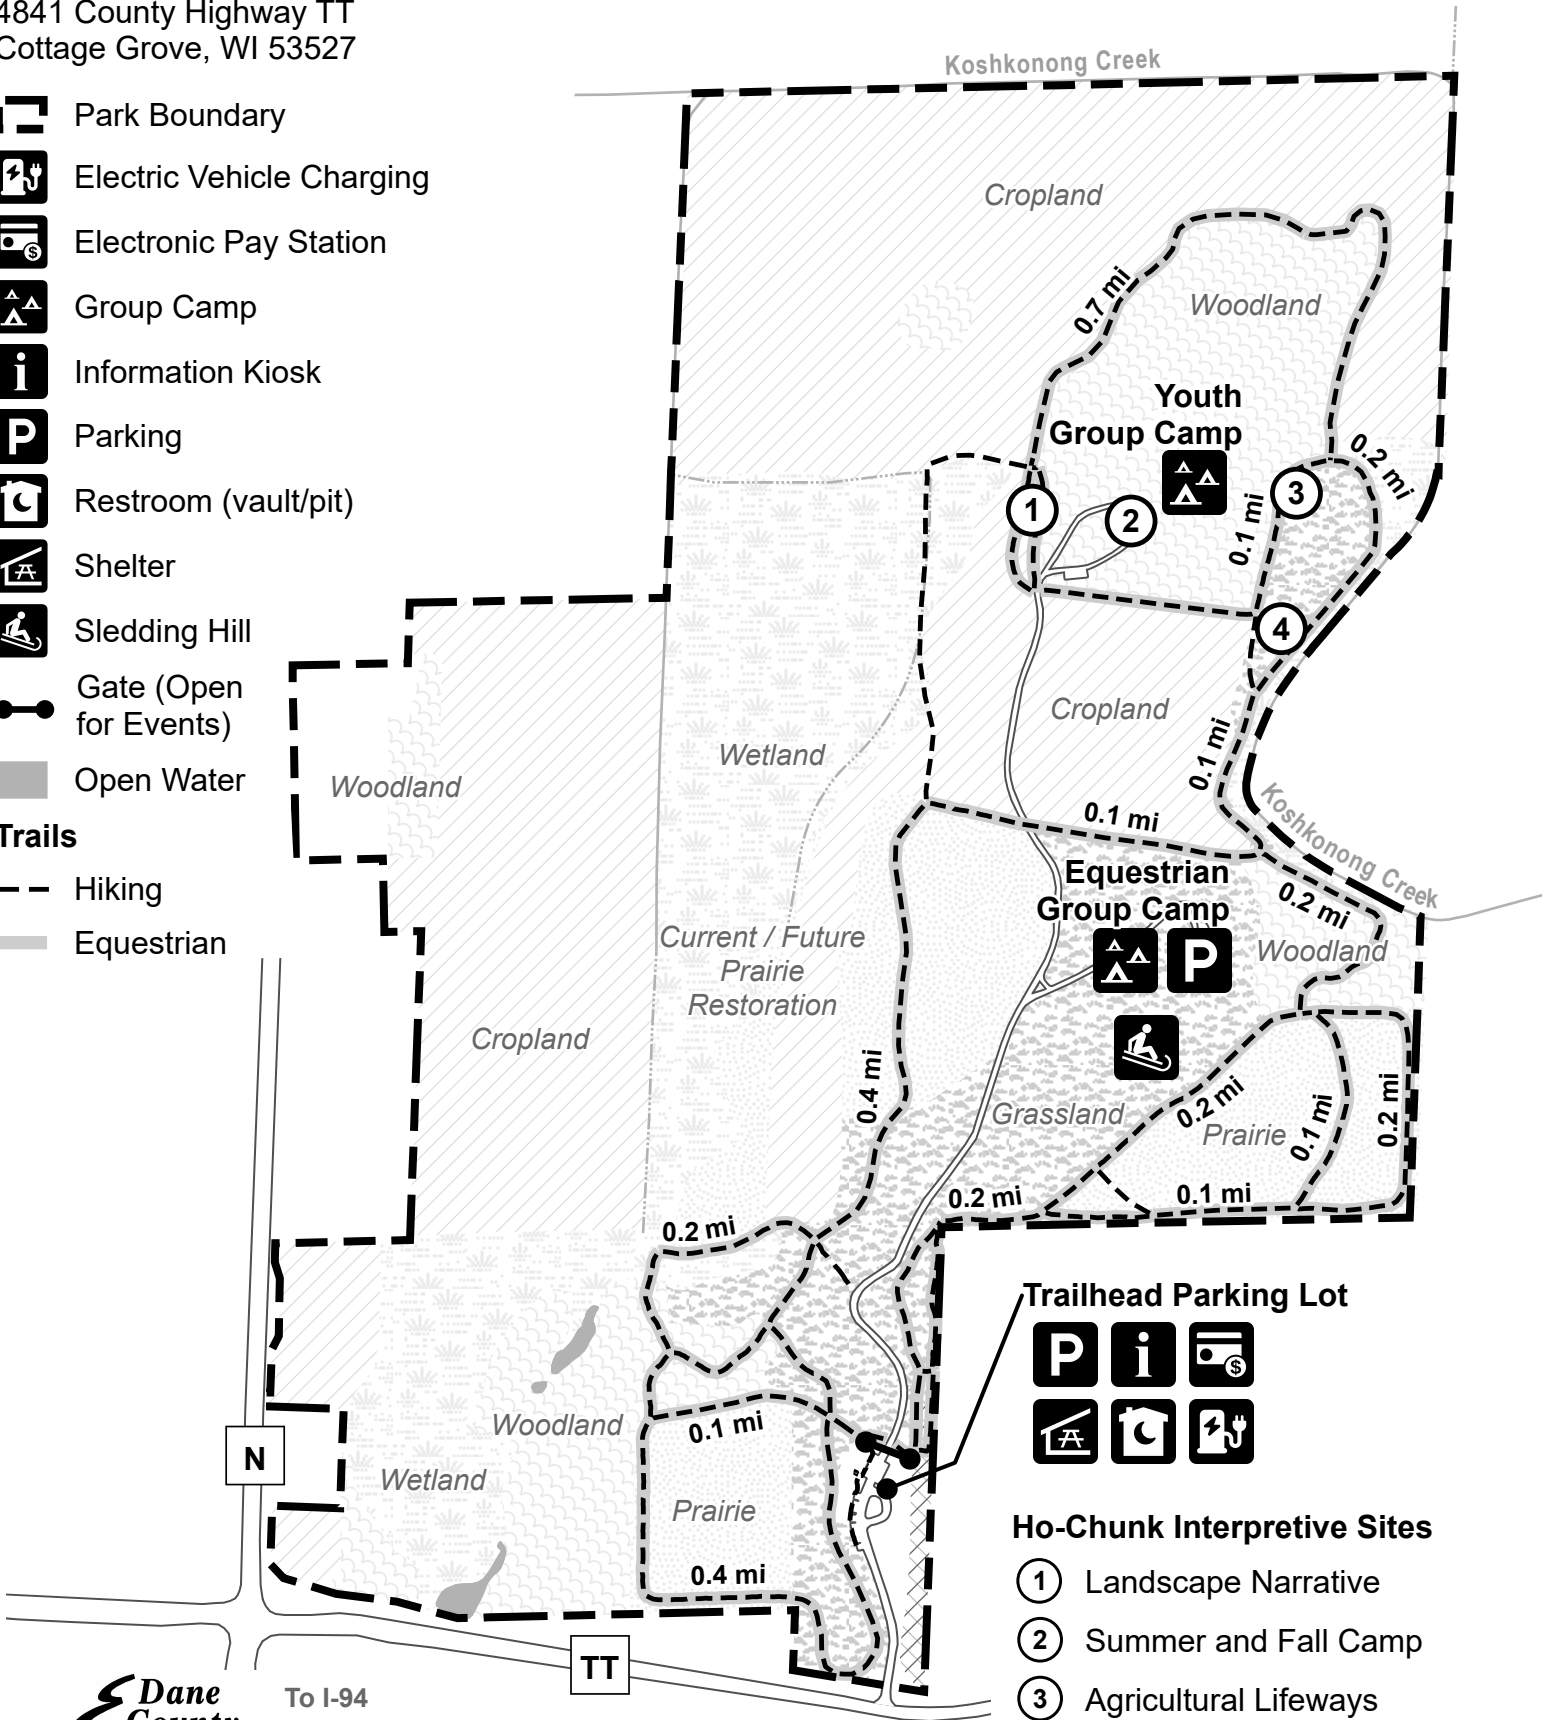 4841 County Highway TT
Cottage Grove, WI 53527
Park Boundary
Electric Vehicle Charging
Electronic Pay Station
Group Camp
Information Kiosk
Parking
Restroom (vault/pit)
Shelter
Sledding Hill
Gate (Open
for Events)
Open Water
Trails
Hiking
Equestrian
Koshkonong Creek
Cropland
0.7 mi
Woodland
Youth
Group Camp
0.2 mi
1
2
3
0.1 mi
4
Cropland
Wetland
0.1 mi
Woodland
0.1 mi
Koshkonong Creek
Equestrian
Group Camp
P
0.2 mi
Woodland
Current / Future
Prairie
Restoration
Cropland
0.4 mi
Grassland
0.2 mi
Prairie
0.1 mi
0.2 mi
0.2 mi
0.1 mi
0.2 mi
Trailhead Parking Lot
P
i
$
Woodland
0.1 mi
N
Wetland
Prairie
0.4 mi
Ho-Chunk Interpretive Sites
1 Landscape Narrative
2 Summer and Fall Camp
3 Agricultural Lifeways
TT
To I-94
Dane
County